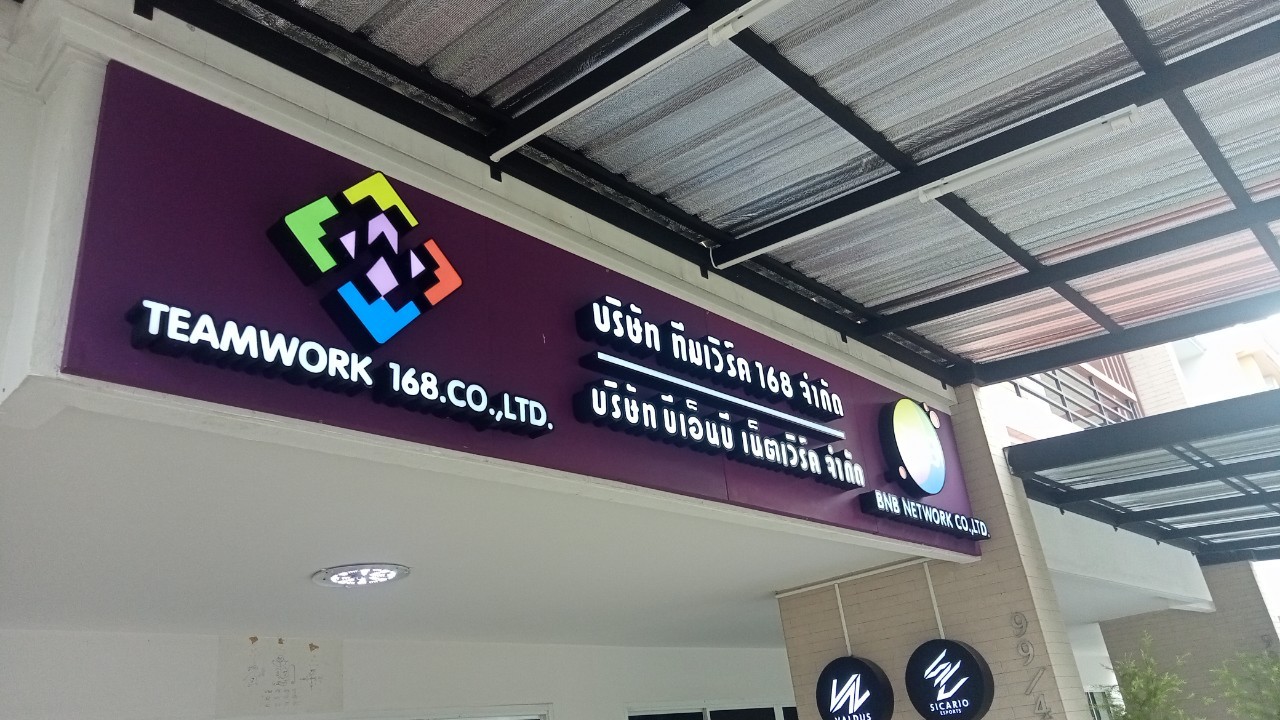 TEAMWORK 168.CO.,LTD.
บริษัท ทีมเวิร์ค 168 จำกัด
บริษัท บีเอ็นบี เน็ตเวิร์ค จำกัด
BNB NETWORK CO.,LTD.
VALDUS
SICARIO
ESPORTS
99/4